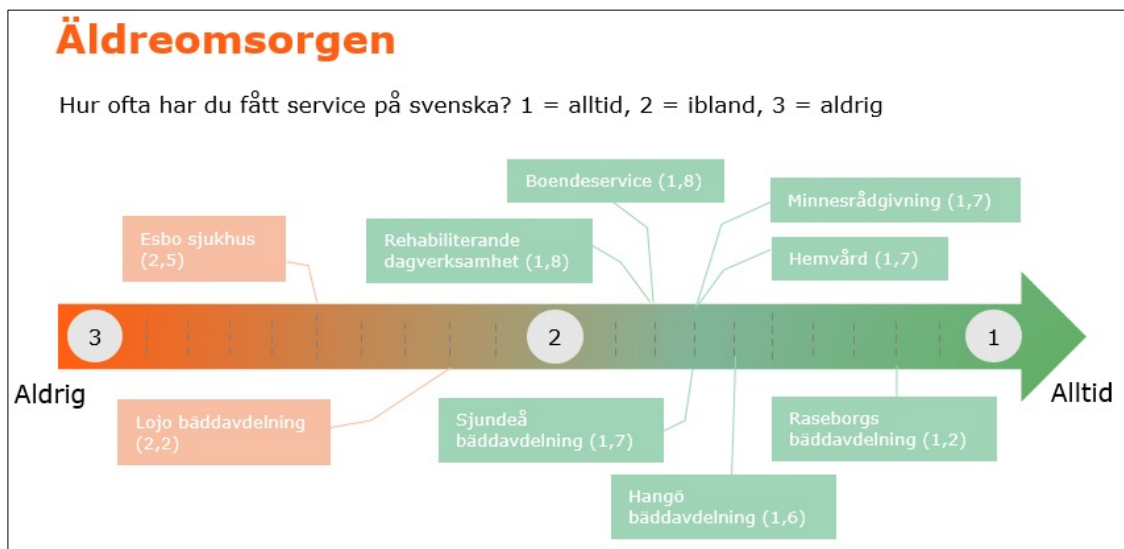 Äldreomsorgen
Hur ofta har du fått service på svenska? 1 = alltid, 2 = ibland, 3 = aldrig
Boendeservice (1,8)
Minnesrådgivning (1,7)
Esbo sjukhus
(2,5)
Rehabiliterande
dagverksamhet (1,8)
Hemvård (1,7)
3
2
1
Aldrig
Alltid
Lojo bäddavdelning
(2,2)
Sjundeå
bäddavdelning (1,7)
Raseborgs
bäddavdelning (1,2)
Hangö
bäddavdelning (1,6)